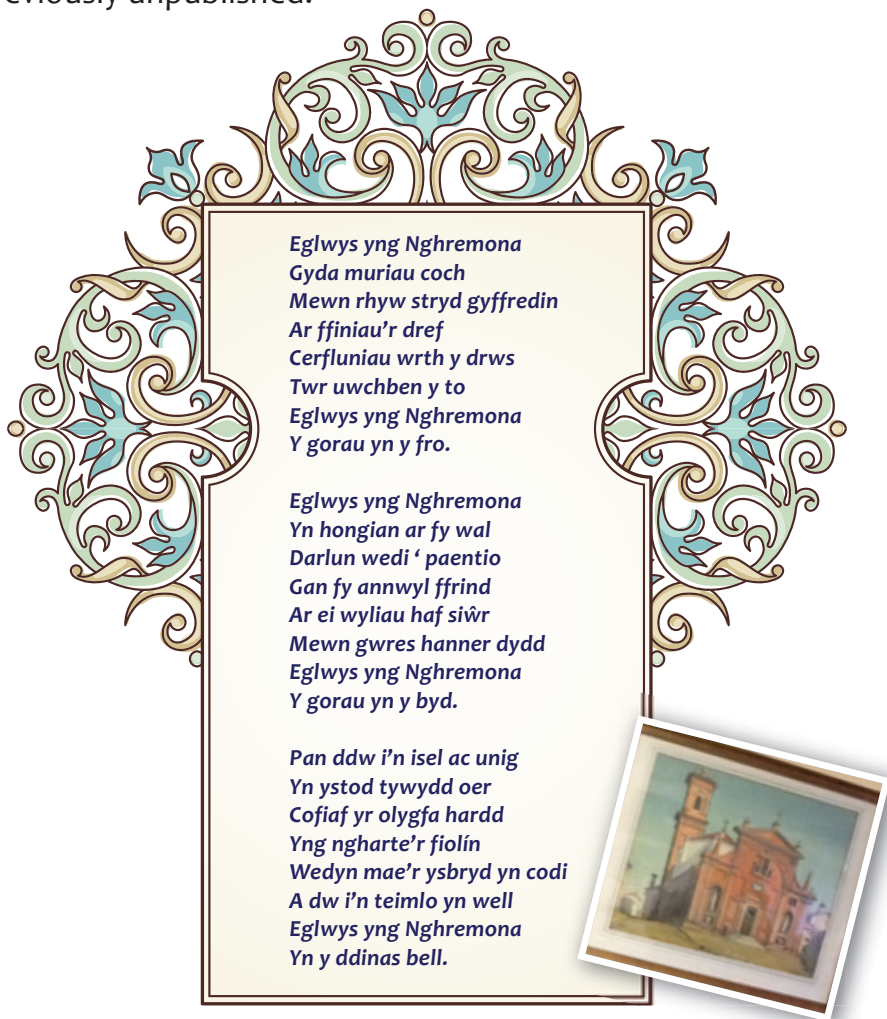 eviously unpublished.
Eglwys yng Nghremona
Gyda muriau coch
Mewn rhyw stryd gyffredin
Ar ffiniau'r dref
Cerfluniau wrth y drws
Twr uwchben y to
Eglwys yng Nghremona
Y gorau yn y fro.
Eglwys yng Nghremona
Yn hongian ar fy wal
Darlun wedi ‘ paentio
Gan fy annwyl ffrind
Ar ei wyliau haf siŵr
Mewn gwres hanner dydd
Eglwys yng Nghremona
Y gorau yn y byd.
Pan ddw i’n isel ac unig
Yn ystod tywydd oer
Cofiaf yr olygfa hardd
Yng ngharte’r fiolín
Wedyn mae’r ysbryd yn codi
A dw i’n teimlo yn well
Eglwys yng Nghremona
Yn y ddinas bell.